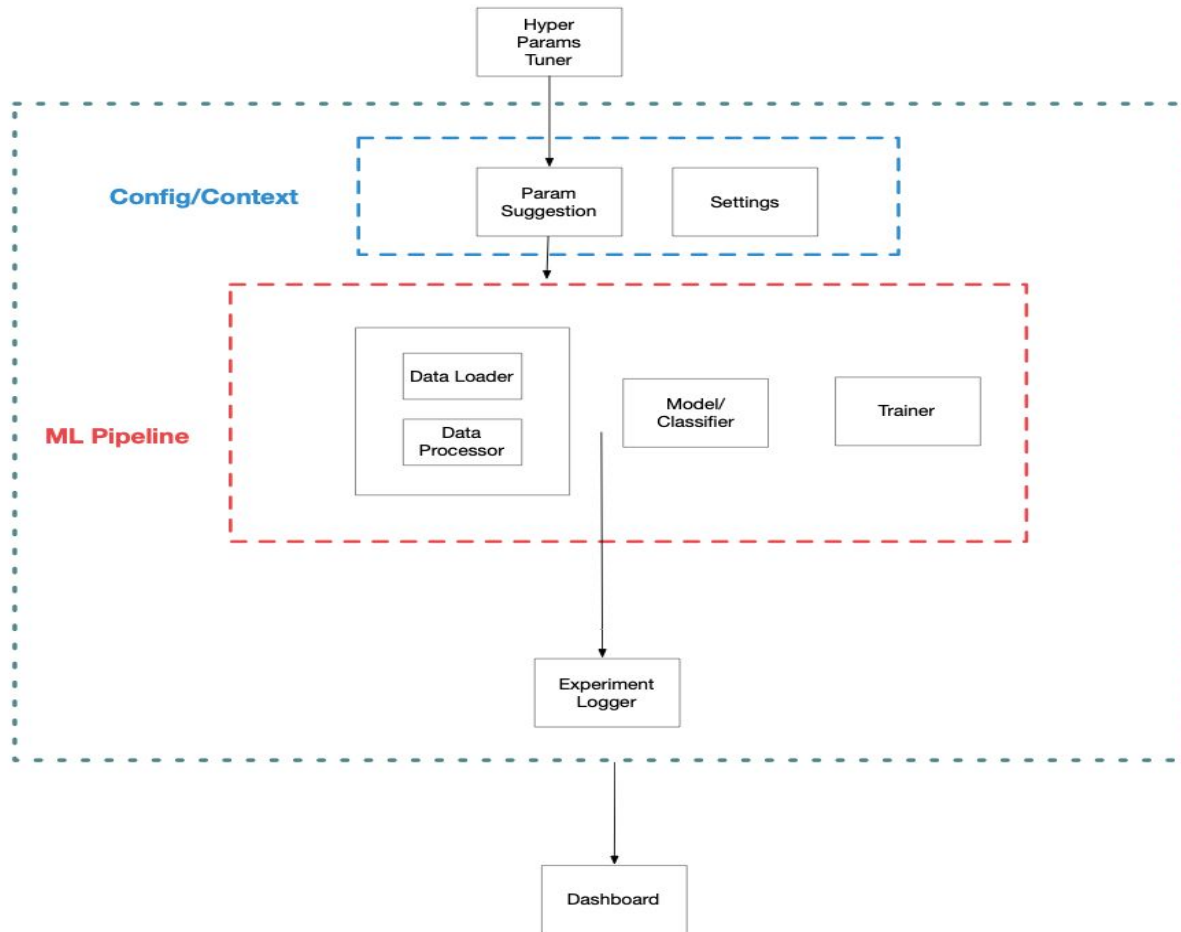 Hyper
Params
Tuner
Config/Context
Param
Suggestion
Settings
ML Pipeline
Data Loader
Data
Processor
Model/
Classifier
Trainer
Experiment
Logger
Dashboard